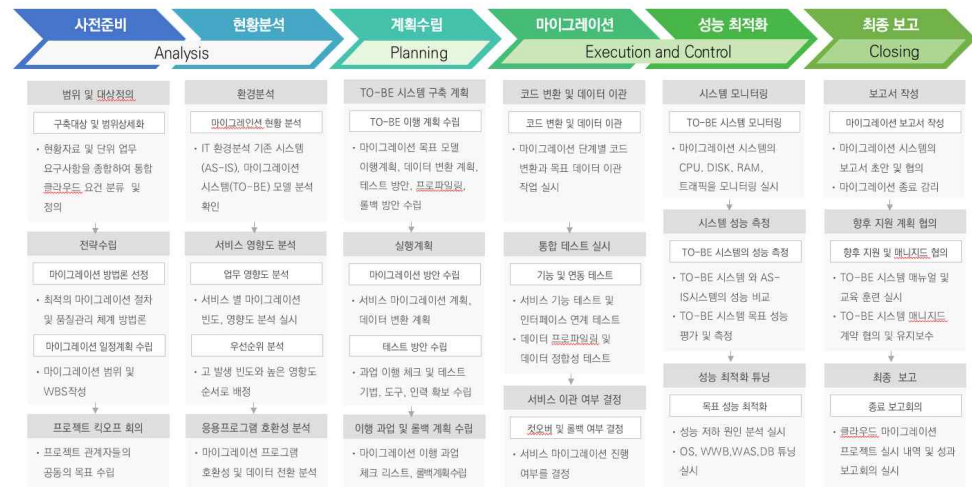 사전준비
현황분석
계획수립
마이그레이션
성능 최적화
최종 보고
Analysis
Planning
Execution and Control
Closing
범위 및 대상정의
구축대상 및 범위상세화
• 현황자료 및 단위 업무
요구사항을 종합하여 통합
클라우드 요건 분류 및
정의
전략수립
마이그레이션 방법론 선정
• 최적의 마이그레이션 절차
및 품질관리 체계 방법론
마이그레이션 일정계획 수립
• 마이그레이션 범위 및
WBS작성
프로젝트 킥오프 회의
• 프로젝트 관계자들의
공동의 목표 수립
환경분석
마이그레인션 현황 분석
• IT 환경분석 기존 시스템
(AS-IS), 마이그레이션
시스템(TO-BE) 모델 분석
확인
서비스 영향도 분석
업무 영향도 분석
• 서비스 별 마이그레이션
빈도, 영향도 분석 실시
우선순위 분석
• 고 발생 빈도와 높은 영향도
순서로 배정
응용프로그램 호환성 분석
• 마이그레이션 프로그램
호환성 및 데이터 전환 분석
TO-BE 시스템 구축 계획
TO-BE 이행 계획 수립
• 마이그레이션 목표 모델
이행계획, 데이터 변환 계획,
테스트 방안, 프로파일링,
롤백 방안 수립
실행계획
마이그레이션 방안 수립
• 서비스 마이그레이션 계획,
데이터 변환 계획
테스트 방안 수립
• 과업 이행 체크 및 테스트
기법, 도구, 인력 확보 수립
이행 과업 및 롤백 계획 수립
• 마이그레이션 이행 과업
체크 리스트, 롤백계획수립
코드 변환 및 데이터 이관
코드 변환 및 데이터 이관
• 마이그레이션 단계별 코드
변환과 목표 데이터 이관
작업 실시
통합 테스트 실시
기능 및 연동 테스트
• 서비스 기능 테스트 및
인터페이스 연계 테스트
• 데이터 프로파일링 및
데이터 정합성 테스트
서비스 이관 여부 결정
컷오버 및 롤백 여부 결정
• 서비스 마이그레이션 진행
여부를 결정
시스템 모니터링
TO-BE 시스템 모니터링
• TO-BE 시스템의
CPU, DISK, RAM,
트래픽을 모니터링 실시
시스템 성능 측정
TO-BE 시스템의 성능 측정
• TO-BE 시스템 와 AS-
IS시스템의 성능 비교
• TO-BE 시스템 목표 성능
평가 및 측정
성능 최적화 튜닝
목표 성능 최적화
• 성능 저하 원인 분석 실시
• OS, WWB,WAS,DB 튜닝
실시
보고서 작성
마이그레이션 보고서 작성
• 마이그레이션 시스템의
보고서 초안 및 협의
• 마이그레이션 종료 감리
향후 지원 계획 협의
향후 지원 및 매니지드 협의
• TO-BE 시스템 매뉴얼 및
교육 훈련 실시
• TO-BE 시스템 매니지드
계약 협의 및 유지보수
최종 보고
종료 보고회의
• 클라우드 마이그레이션
프로젝트 실시 내역 및 성과
보고회의 실시